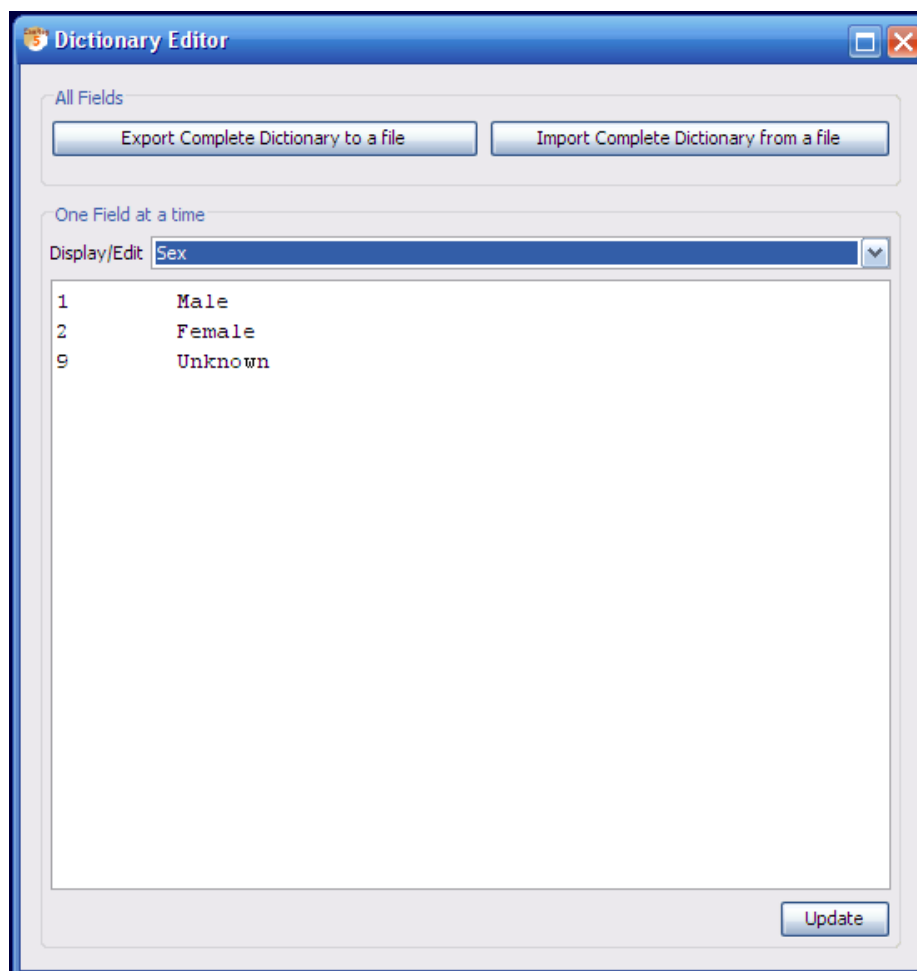 Dictionary Editor
All Fields
Export Complete Dictionary to a file Import Complete Dictionary from a file
One Field at a time
Display/Edit Sex
1 Male
2 Female
9 Unknown
Update